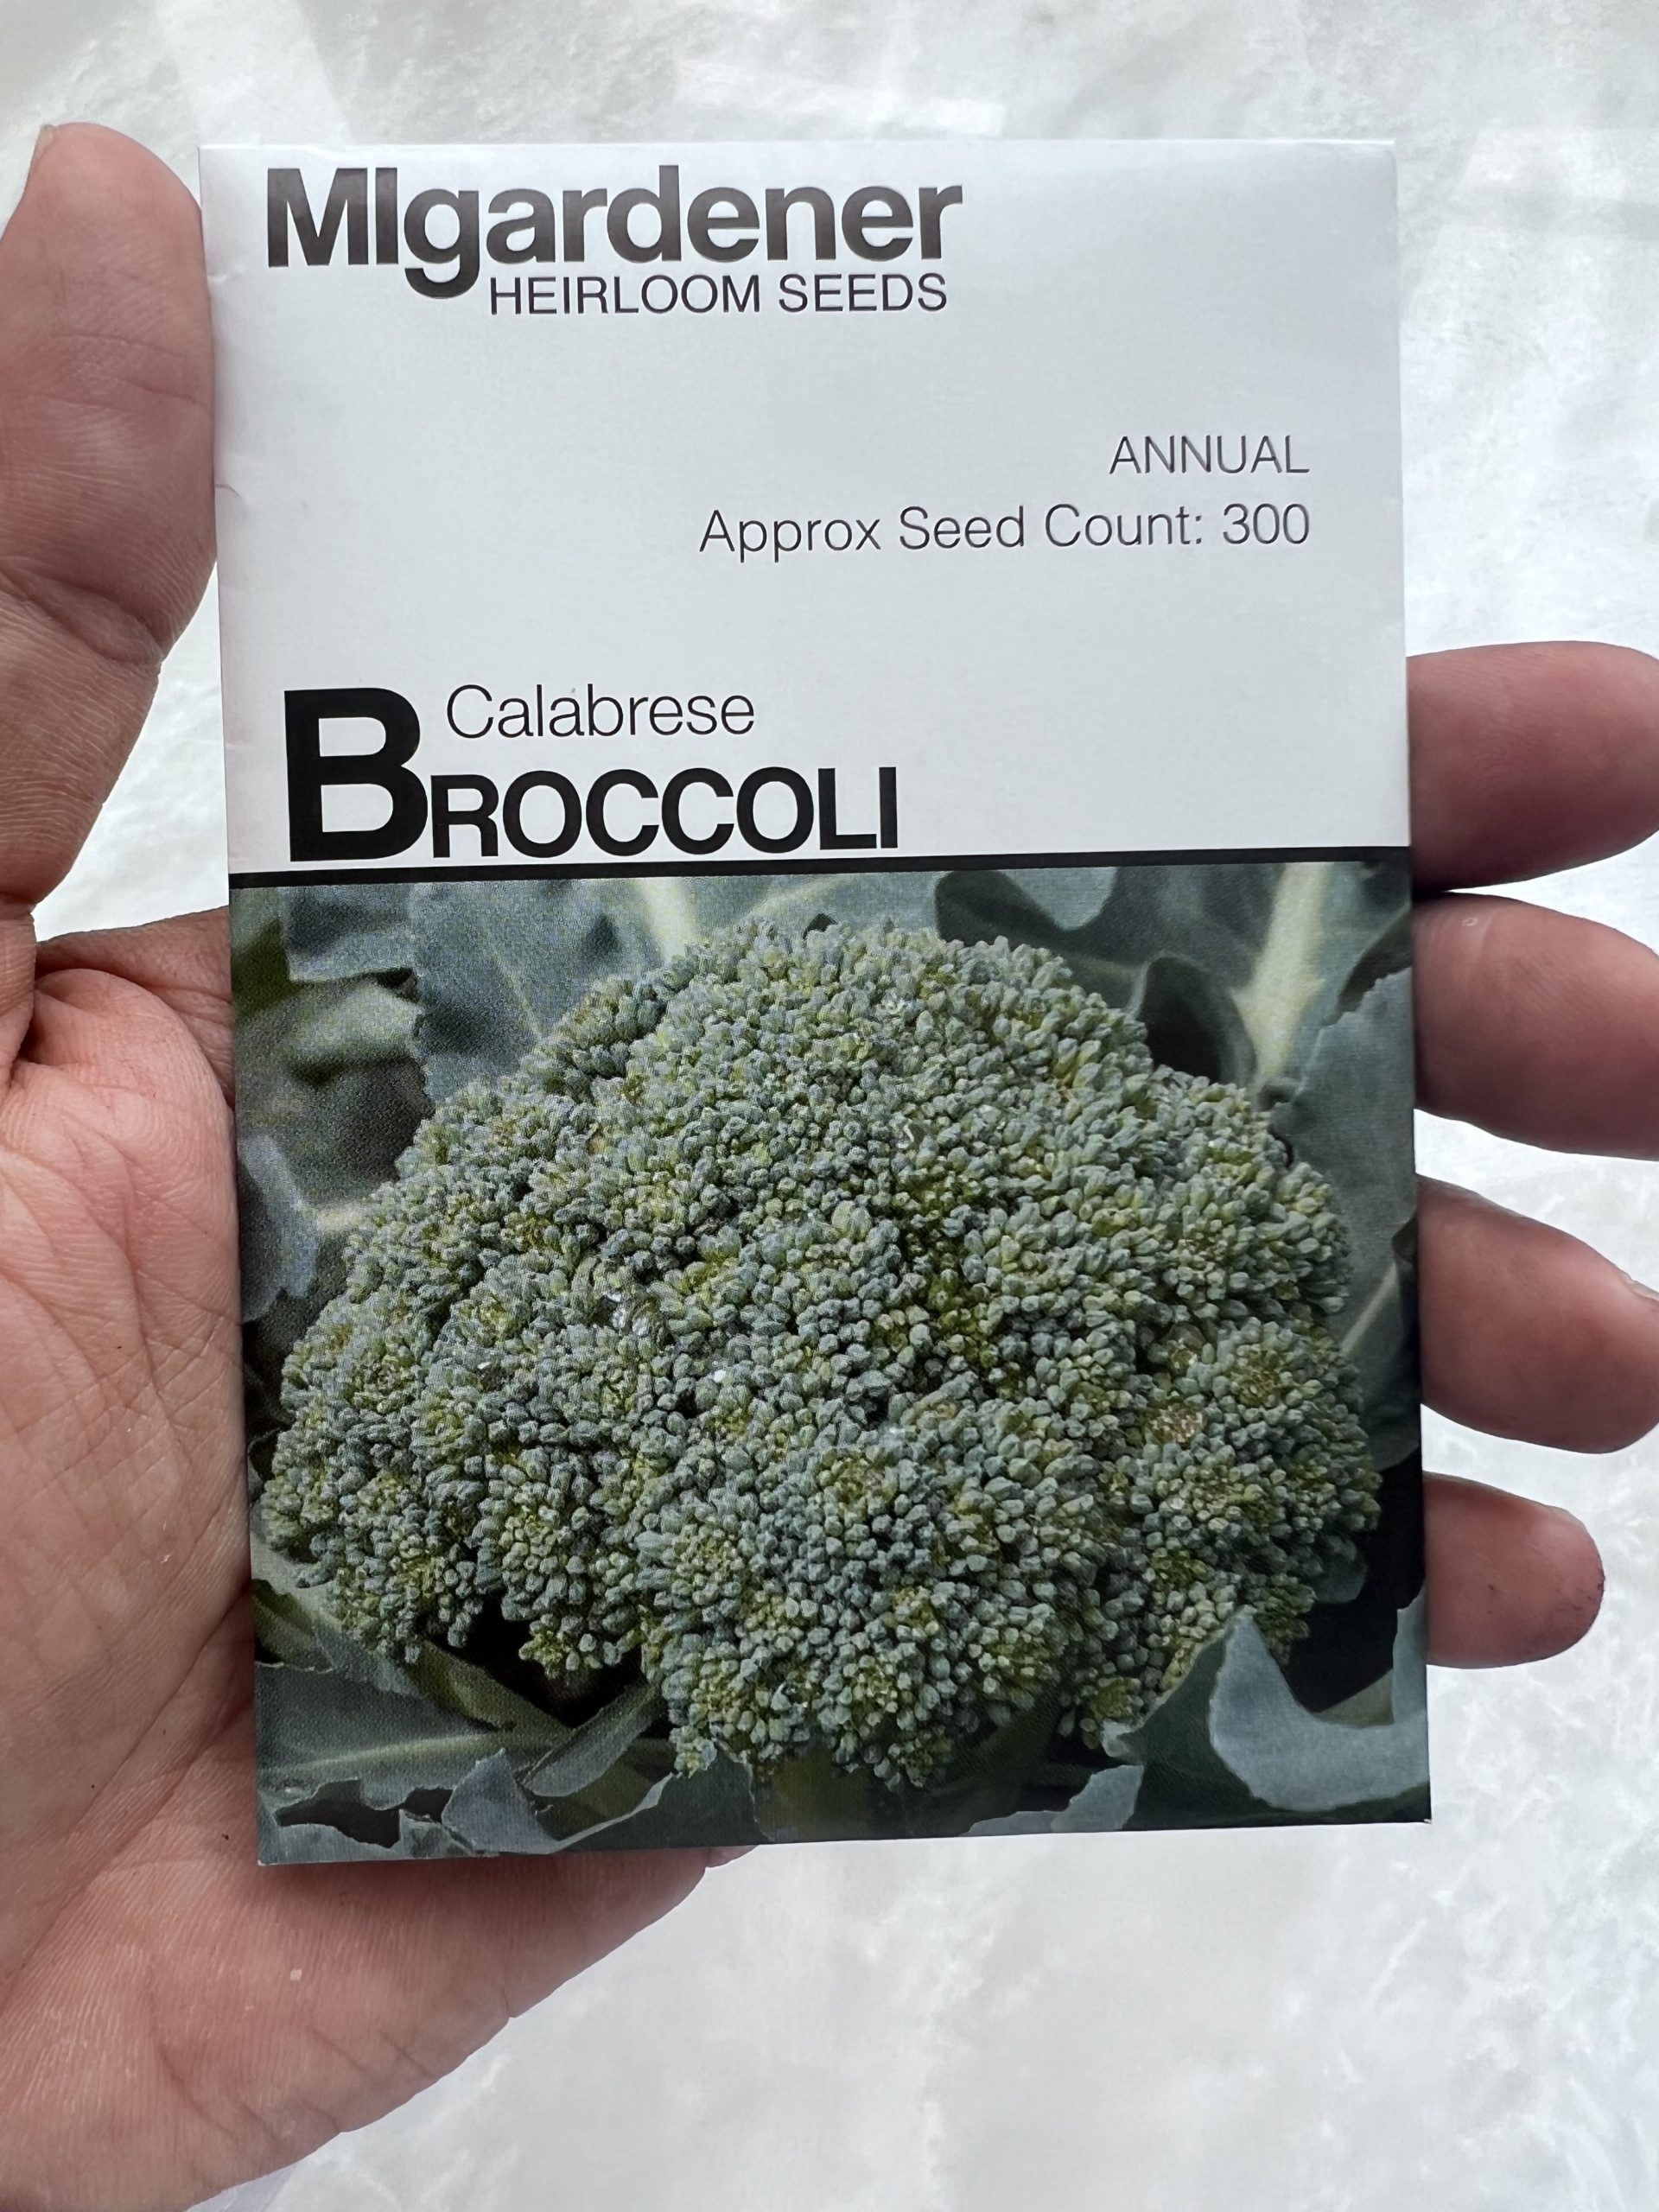 MIgardener
HEIRLOOM SEEDS
ANNUAL
Approx Seed Count: 300
Calabrese
BROCCOLI